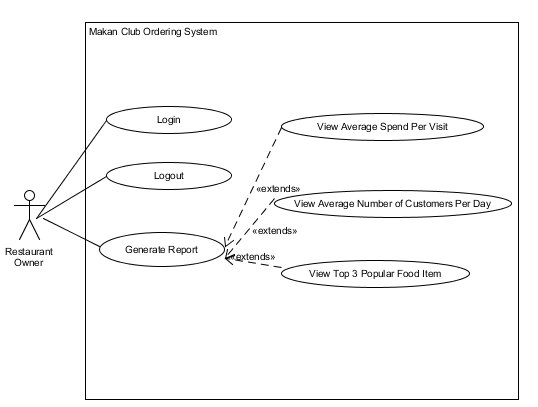 Makan Club Ordering System
Login
View Average Spend Per Visit
Logout
«extends»
View Average Number of Customers Per Day
«extends»
Restaurant
Owner
Generate Report
«extends»
View Top 3 Popular Food Item